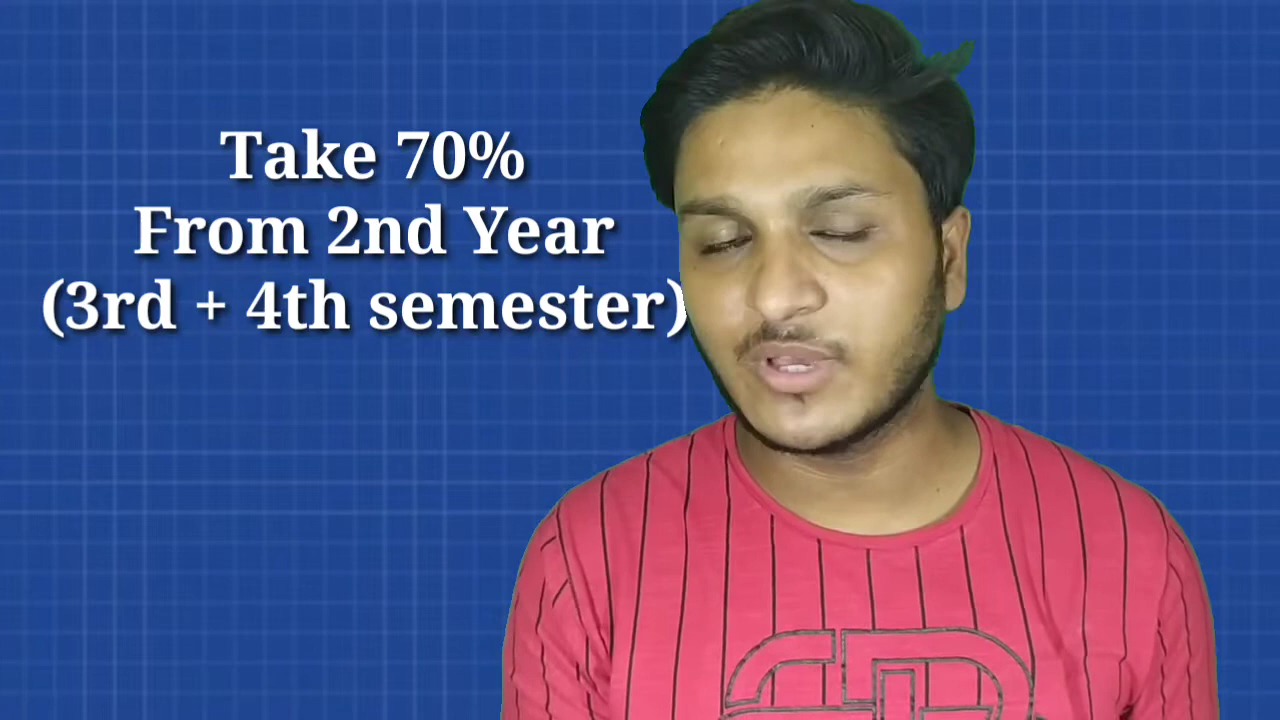 Take 70%
From 2nd Year
(3rd + 4th semester)